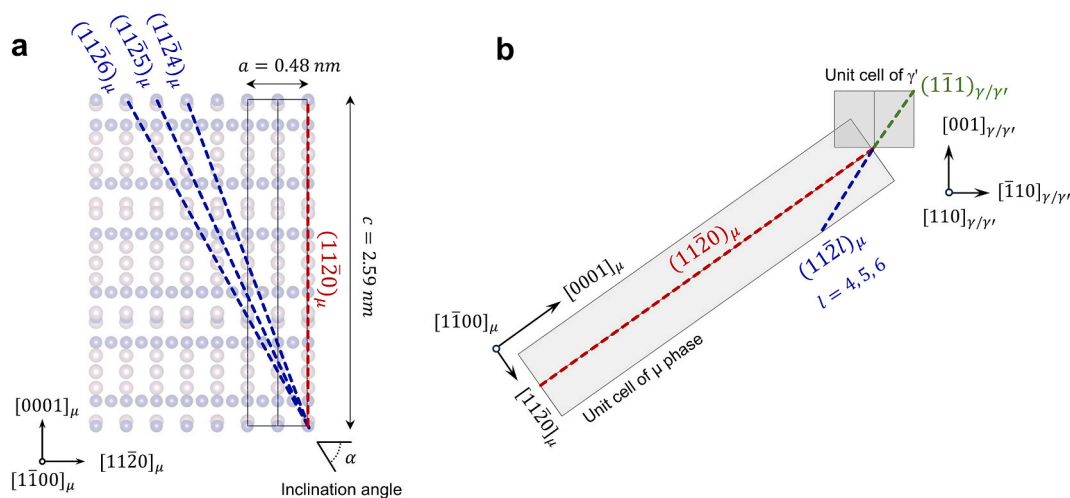 a
(112̄6)μ
(112̄5)μ
(112̄4)μ
a = 0.48 nm
(112̄0)μ
c = 2.59 nm
[0001]μ
[112̄0]μ
[11̄00]μ
α
Inclination angle
b
Unit cell of γ'
(11̄1)γ/γ'
[001]γ/γ'
[1̄10]γ/γ'
[110]γ/γ'
(112̄0)μ
(112̄l)μ
l = 4,5,6
[0001]μ
[11̄00]μ
[112̄0]μ
Unit cell of μ phase